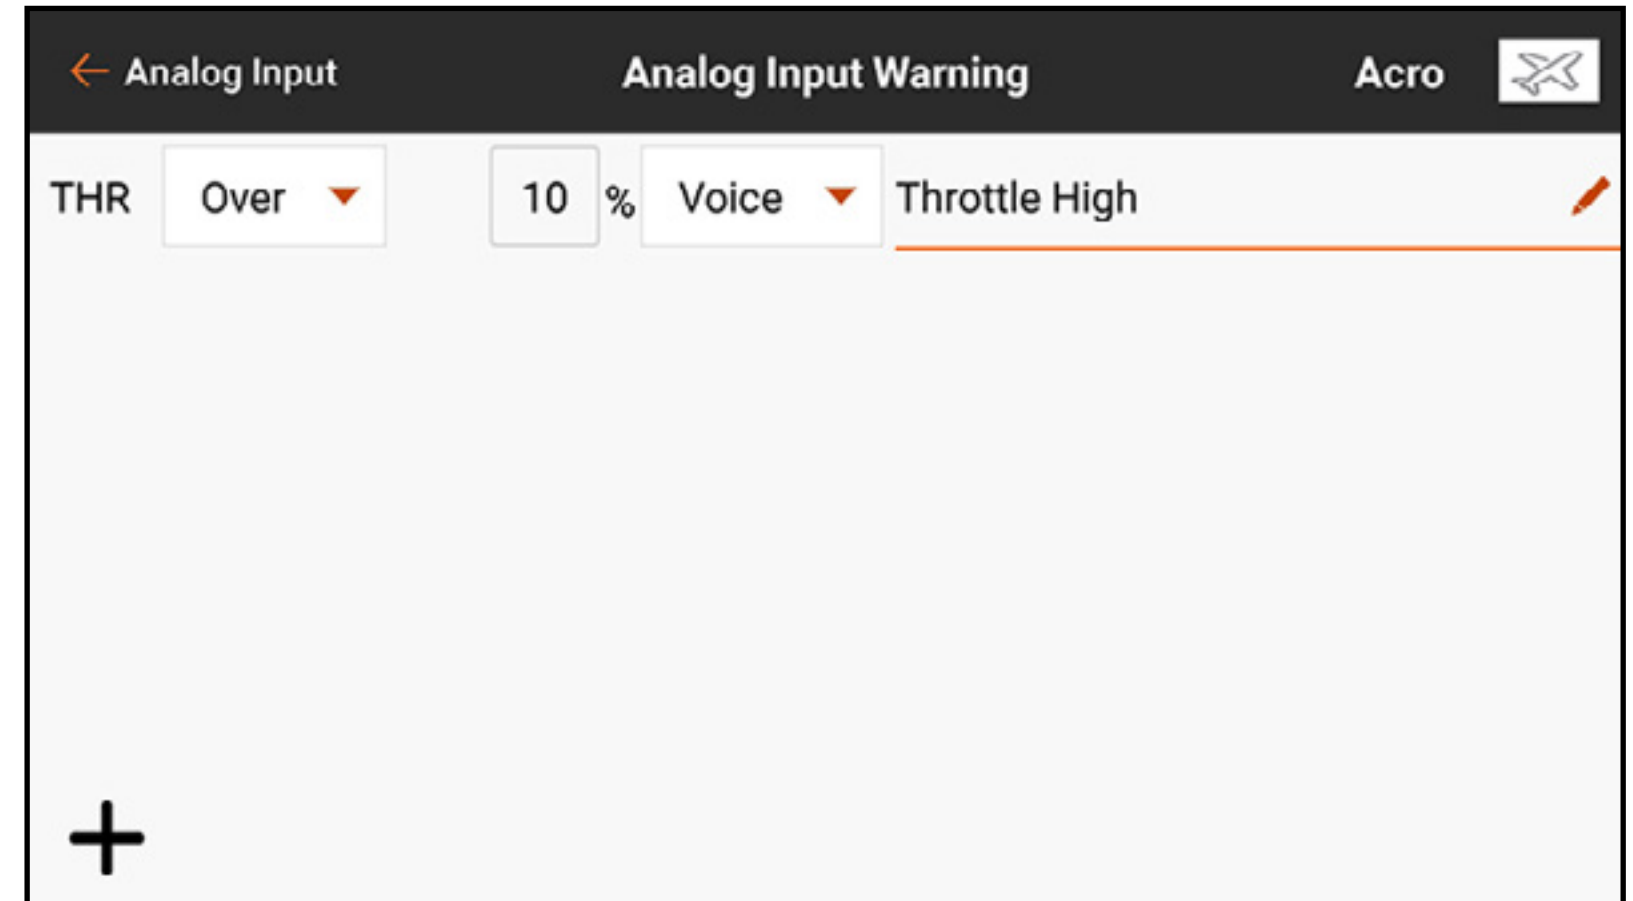 Analog Input Analog Input Warning Acro
THR Over 10 % Voice Throttle High